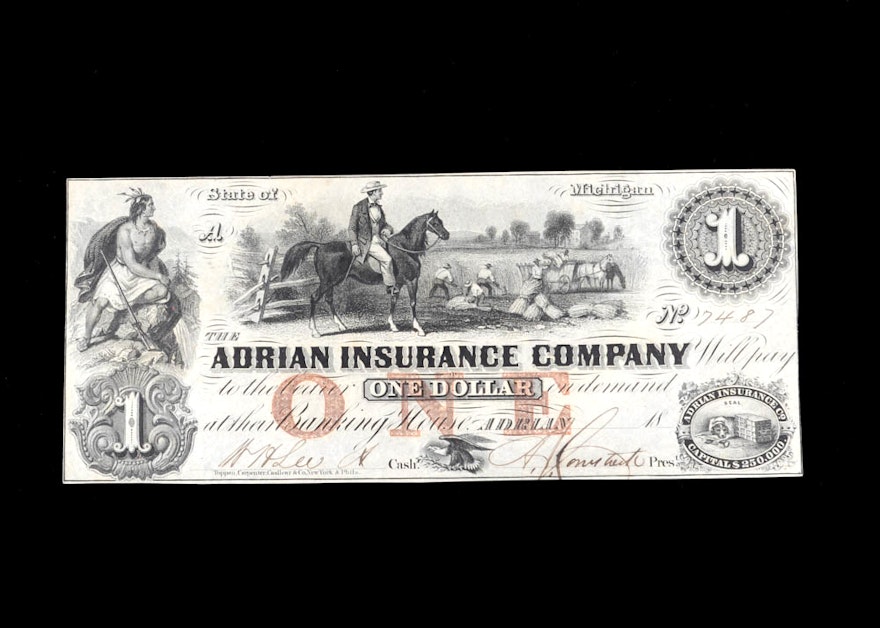 State of Michigan
A
1
No 7487
THE
ADRIAN INSURANCE COMPANY Will pay
to the bearer ONE DOLLAR on demand
ONE
at their Banking House ADRIAN 18
1
ADRIAN INSURANCE Co.
SEAL
CAPITAL $250,000.
Cashr
Prest
Toppan, Carpenter, Casilear & Co. New York & Phila.